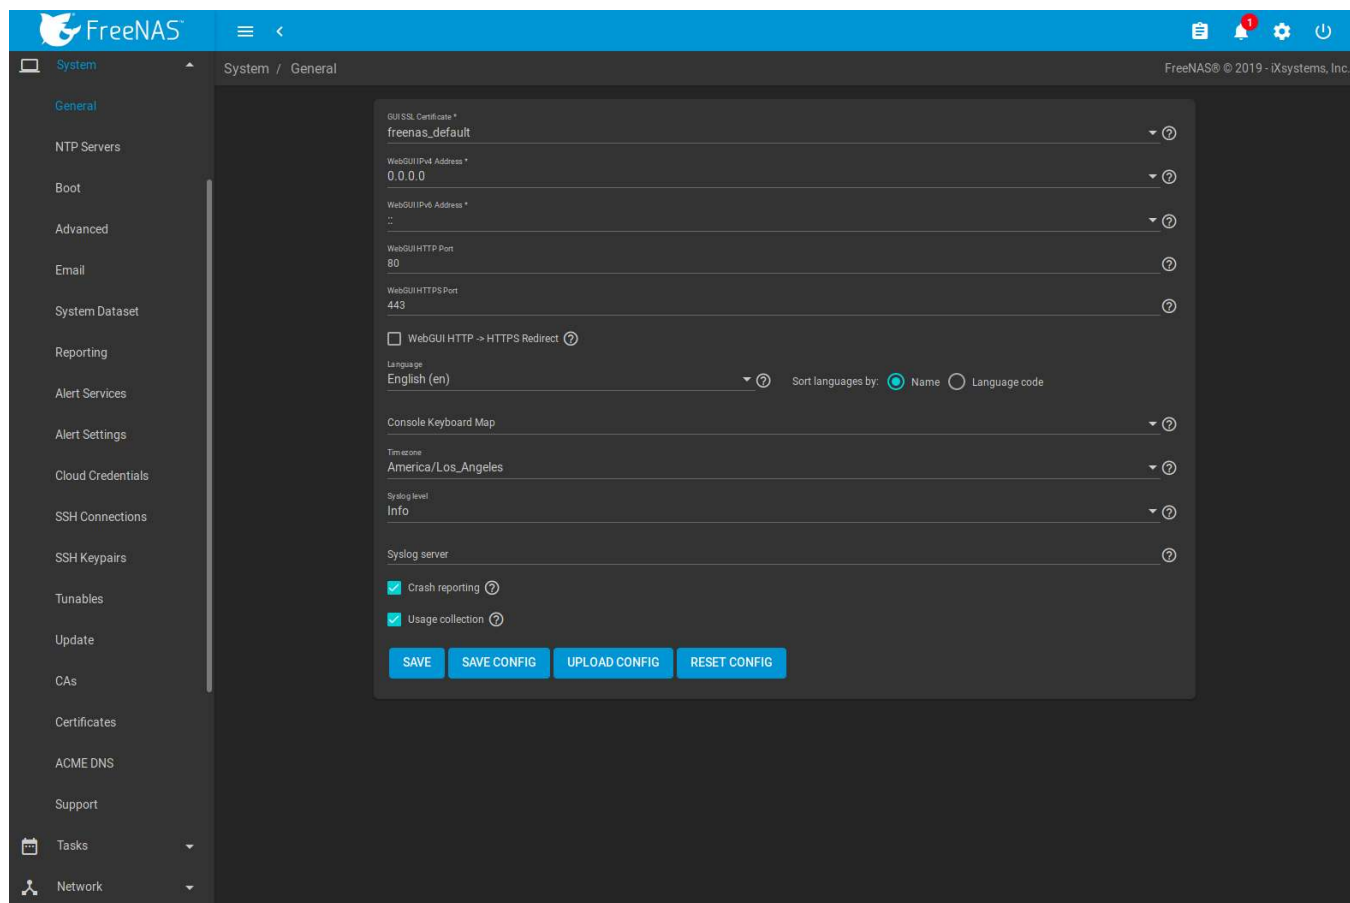 FreeNAS™
1
System
System / General
FreeNAS® © 2019 - iXsystems, Inc.
General
NTP Servers
Boot
Advanced
Email
System Dataset
Reporting
Alert Services
Alert Settings
Cloud Credentials
SSH Connections
SSH Keypairs
Tunables
Update
CAs
Certificates
ACME DNS
Support
Tasks
Network
GUI SSL Certificate *
freenas_default
WebGUI IPv4 Address *
0.0.0.0
WebGUI IPv6 Address *
::
WebGUI HTTP Port
80
WebGUI HTTPS Port
443
WebGUI HTTP -> HTTPS Redirect
Language
English (en)
Sort languages by: Name Language code
Console Keyboard Map
Timezone
America/Los_Angeles
Syslog level
Info
Syslog server
Crash reporting
Usage collection
SAVE SAVE CONFIG UPLOAD CONFIG RESET CONFIG